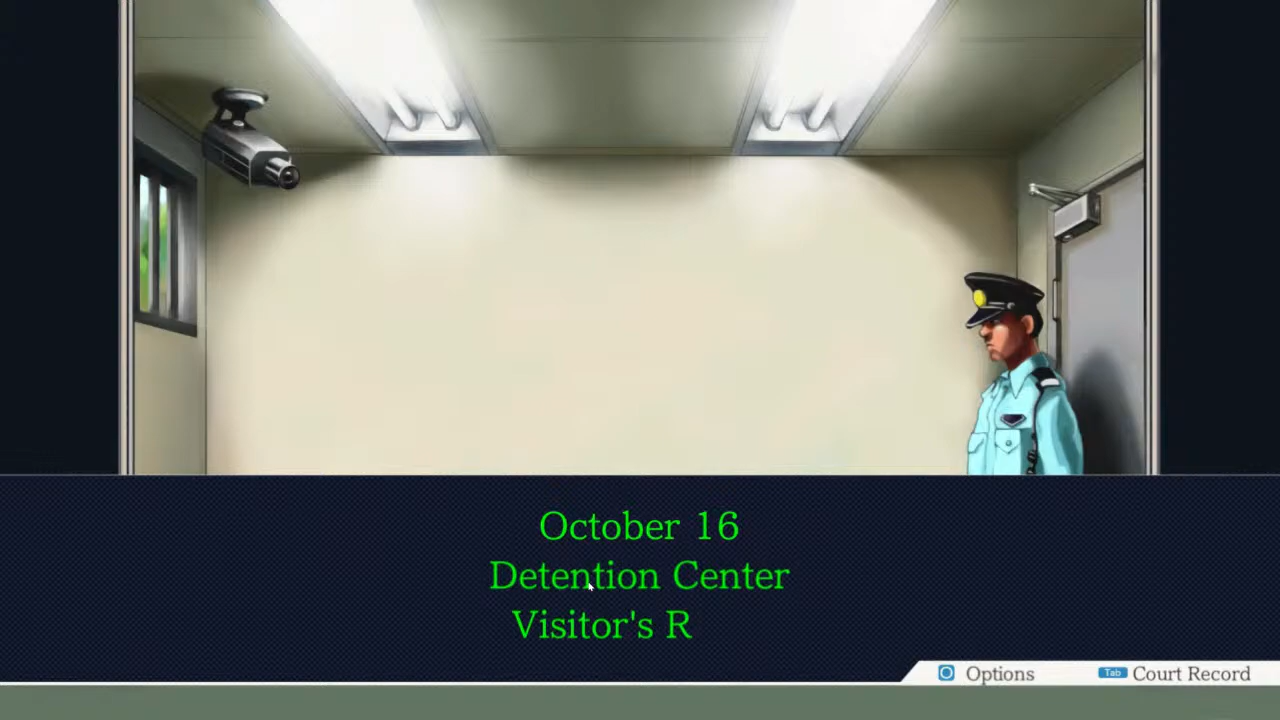 October 16
Detention Center
Visitor's R
Options
Tab Court Record